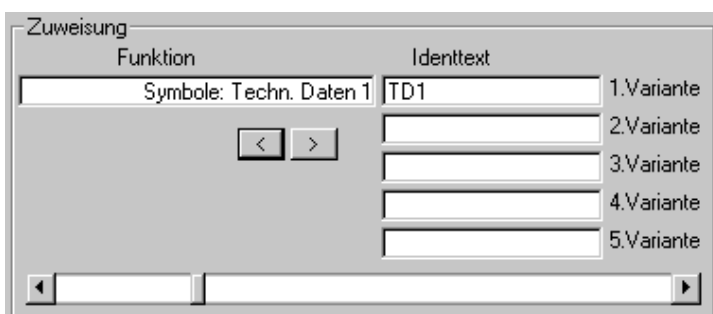 Zuweisung
Funktion Identtext
Symbole: Techn. Daten 1 TD1 1.Variante
< > 2.Variante
3.Variante
4.Variante
5.Variante